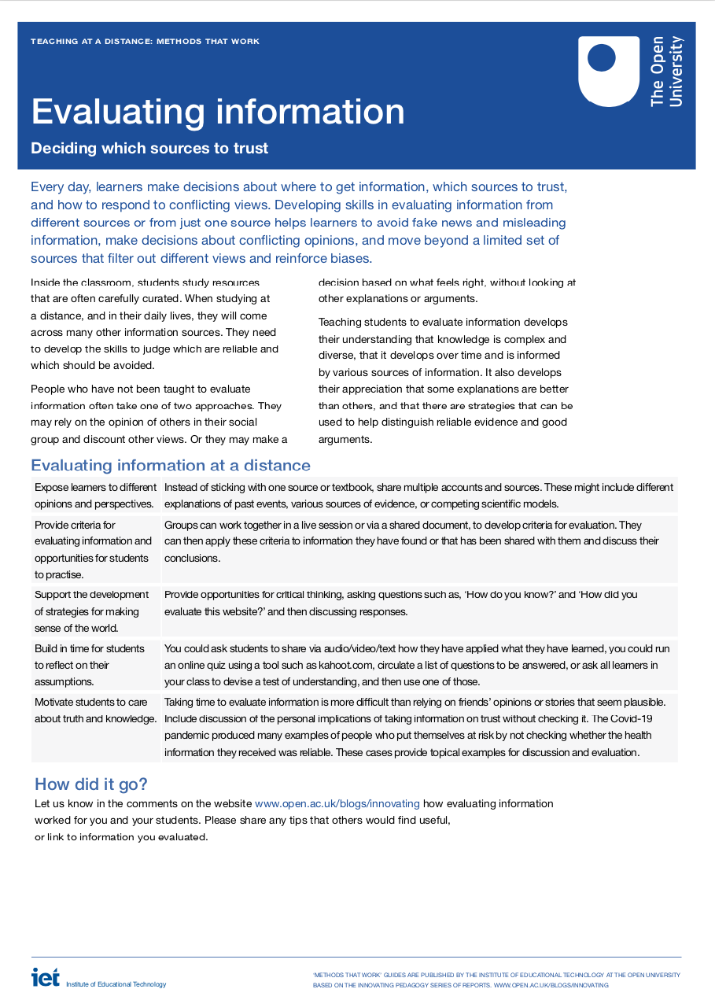 TEACHING AT A DISTANCE: METHODS THAT WORK
The Open
University
Evaluating information
Deciding which sources to trust
Every day, learners make decisions about where to get information, which sources to trust,
and how to respond to conflicting views. Developing skills in evaluating information from
different sources or from just one source helps learners to avoid fake news and misleading
information, make decisions about conflicting opinions, and move beyond a limited set of
sources that filter out different views and reinforce biases.
Inside the classroom, students study resources
that are often carefully curated. When studying at
a distance, and in their daily lives, they will come
across many other information sources. They need
to develop the skills to judge which are reliable and
which should be avoided.
People who have not been taught to evaluate
information often take one of two approaches. They
may rely on the opinion of others in their social
group and discount other views. Or they may make a
decision based on what feels right, without looking at
other explanations or arguments.
Teaching students to evaluate information develops
their understanding that knowledge is complex and
diverse, that it develops over time and is informed
by various sources of information. It also develops
their appreciation that some explanations are better
than others, and that there are strategies that can be
used to help distinguish reliable evidence and good
arguments.
Evaluating information at a distance
Expose learners to different
opinions and perspectives.
Instead of sticking with one source or textbook, share multiple accounts and sources. These might include different
explanations of past events, various sources of evidence, or competing scientific models.
Provide criteria for
evaluating information and
opportunities for students
to practise.
Groups can work together in a live session or via a shared document, to develop criteria for evaluation. They
can then apply these criteria to information they have found or that has been shared with them and discuss their
conclusions.
Support the development
of strategies for making
sense of the world.
Provide opportunities for critical thinking, asking questions such as, ‘How do you know?’ and ‘How did you
evaluate this website?’ and then discussing responses.
Build in time for students
to reflect on their
assumptions.
You could ask students to share via audio/video/text how they have applied what they have learned, you could run
an online quiz using a tool such as kahoot.com, circulate a list of questions to be answered, or ask all learners in
your class to devise a test of understanding, and then use one of those.
Motivate students to care
about truth and knowledge.
Taking time to evaluate information is more difficult than relying on friends’ opinions or stories that seem plausible.
Include discussion of the personal implications of taking information on trust without checking it. The Covid-19
pandemic produced many examples of people who put themselves at risk by not checking whether the health
information they received was reliable. These cases provide topical examples for discussion and evaluation.
How did it go?
Let us know in the comments on the website www.open.ac.uk/blogs/innovating how evaluating information
worked for you and your students. Please share any tips that others would find useful,
or link to information you evaluated.
iet Institute of Educational Technology
‘METHODS THAT WORK’ GUIDES ARE PUBLISHED BY THE INSTITUTE OF EDUCATIONAL TECHNOLOGY AT THE OPEN UNIVERSITY
BASED ON THE INNOVATING PEDAGOGY SERIES OF REPORTS. WWW.OPEN.AC.UK/BLOGS/INNOVATING